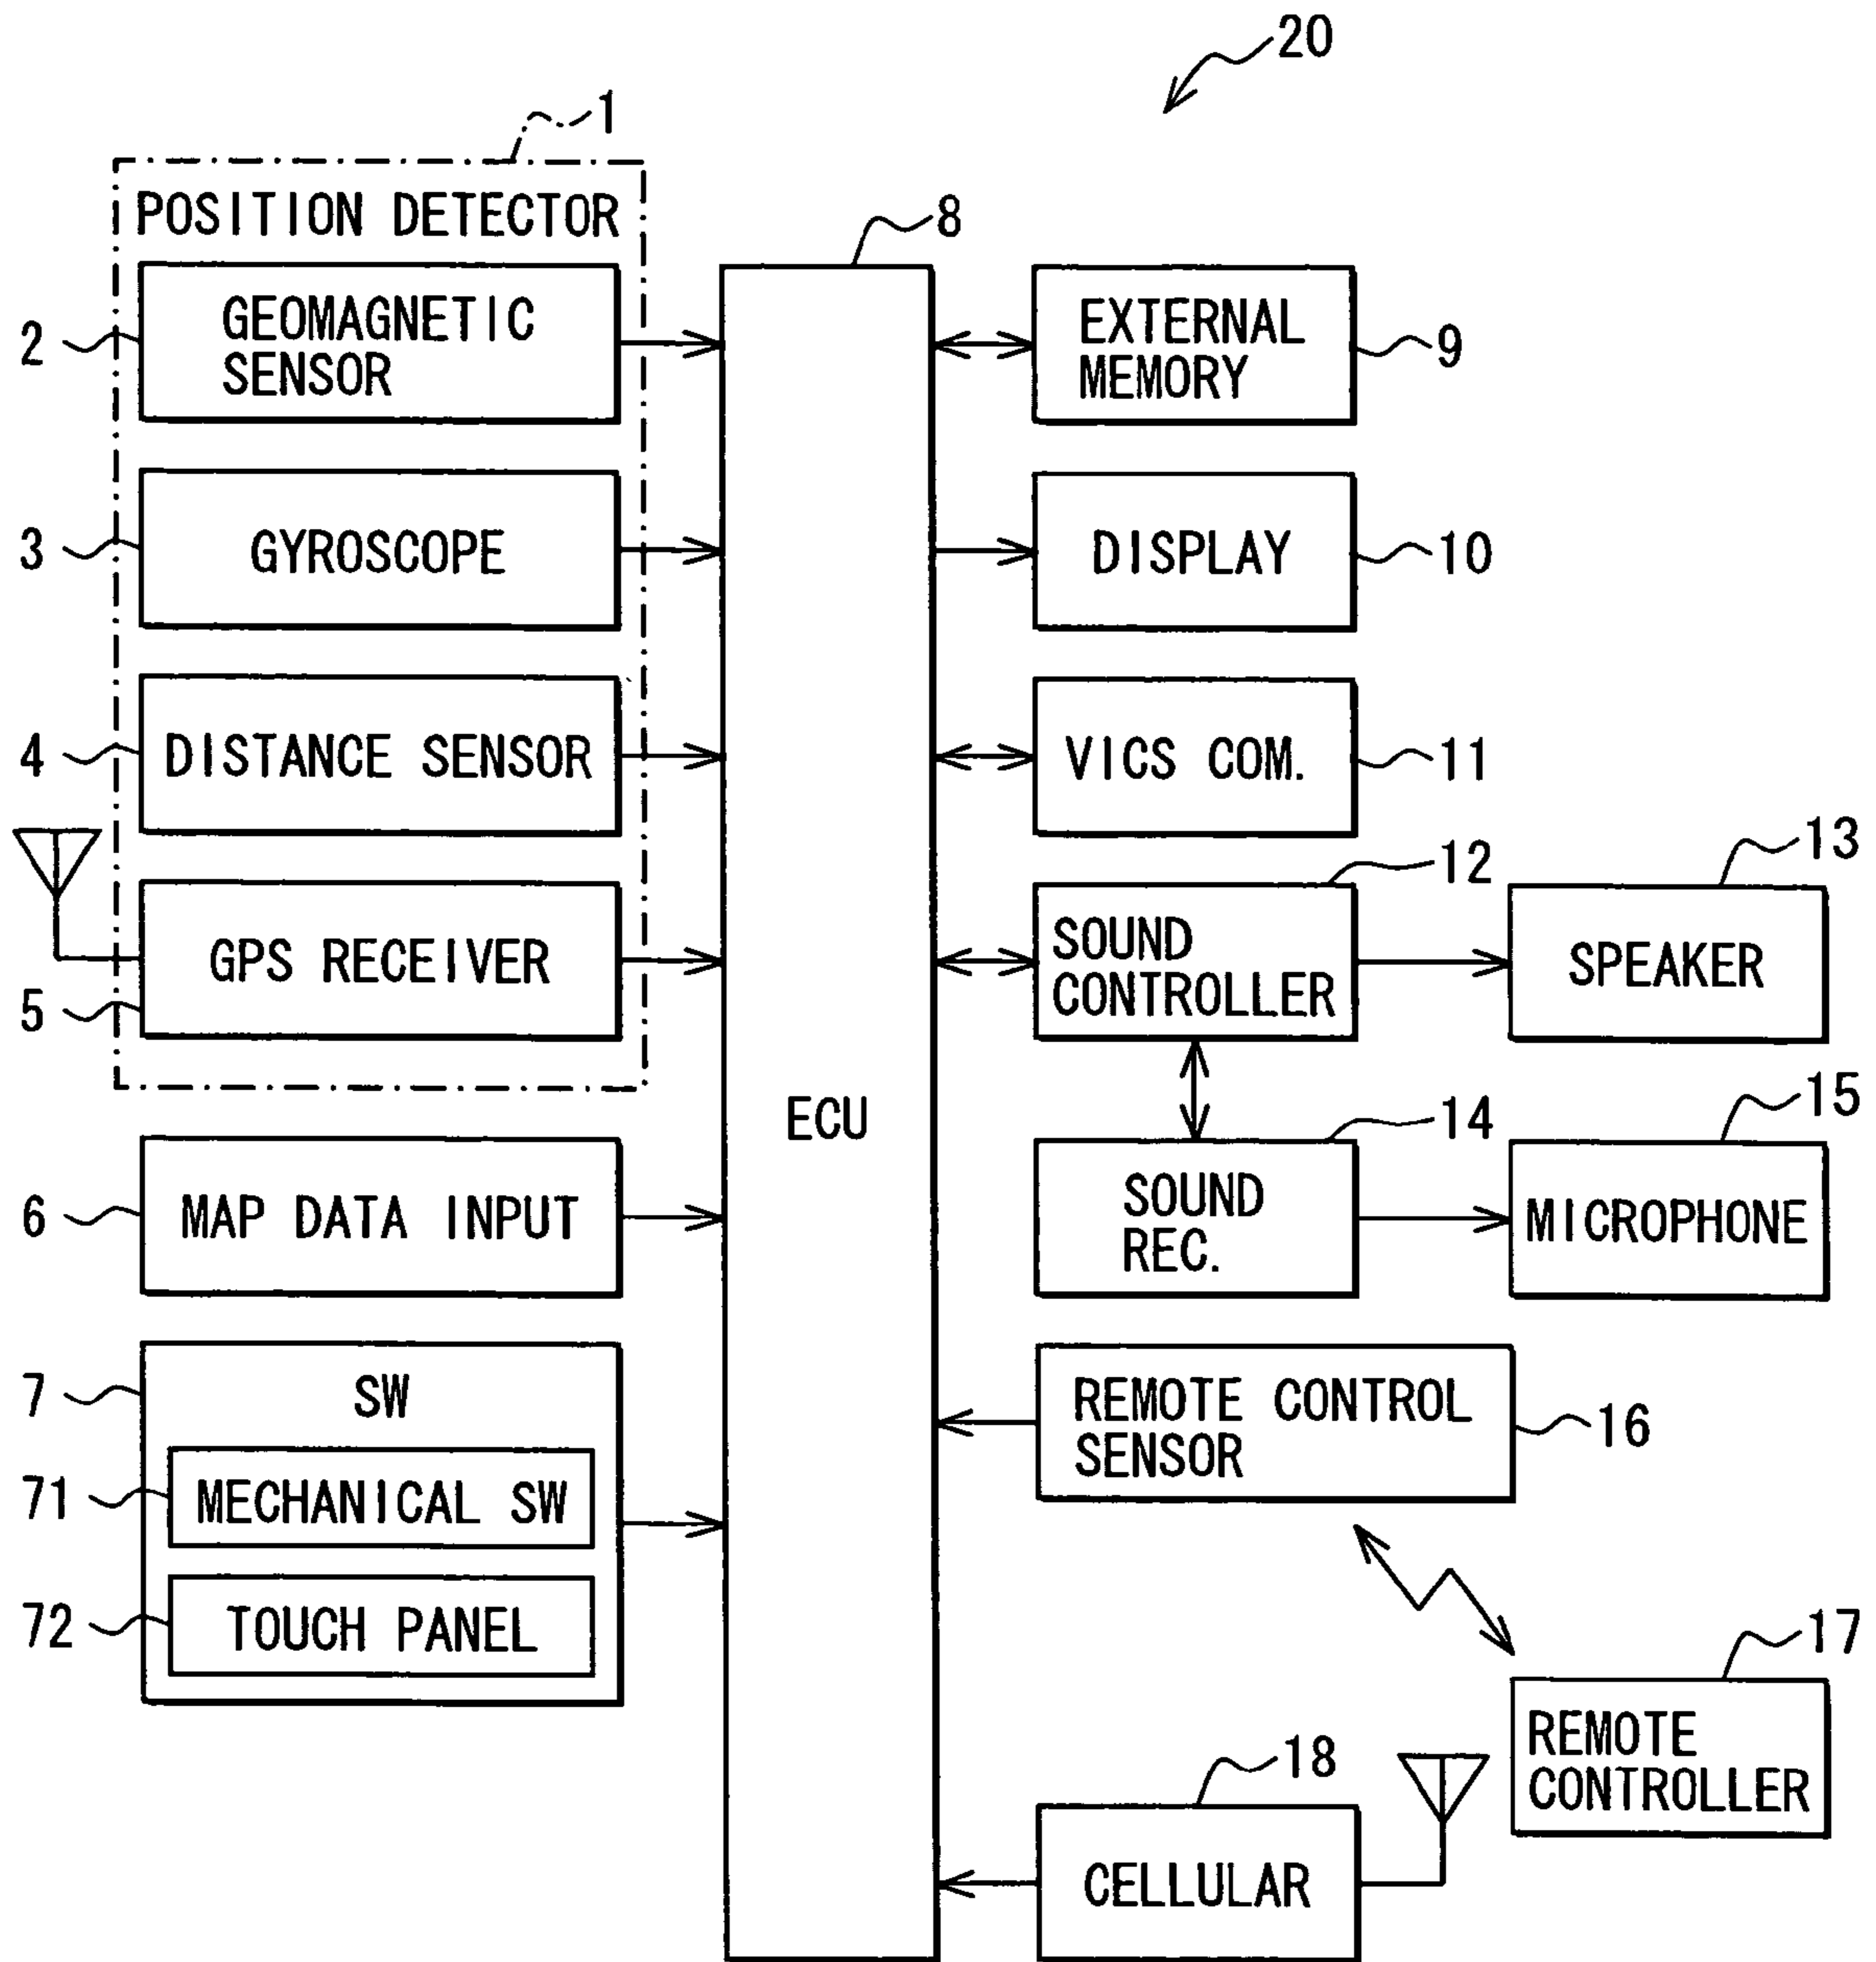 20
1
POSITION DETECTOR
8
2
GEOMAGNETIC
SENSOR
EXTERNAL
MEMORY
9
3
GYROSCOPE
DISPLAY
10
4
DISTANCE SENSOR
VICS COM.
11
12
13
5
GPS RECEIVER
SOUND
CONTROLLER
SPEAKER
ECU
14
15
6
MAP DATA INPUT
SOUND
REC.
MICROPHONE
7
SW
REMOTE CONTROL
SENSOR
16
71
MECHANICAL SW
72
TOUCH PANEL
17
REMOTE
CONTROLLER
18
CELLULAR